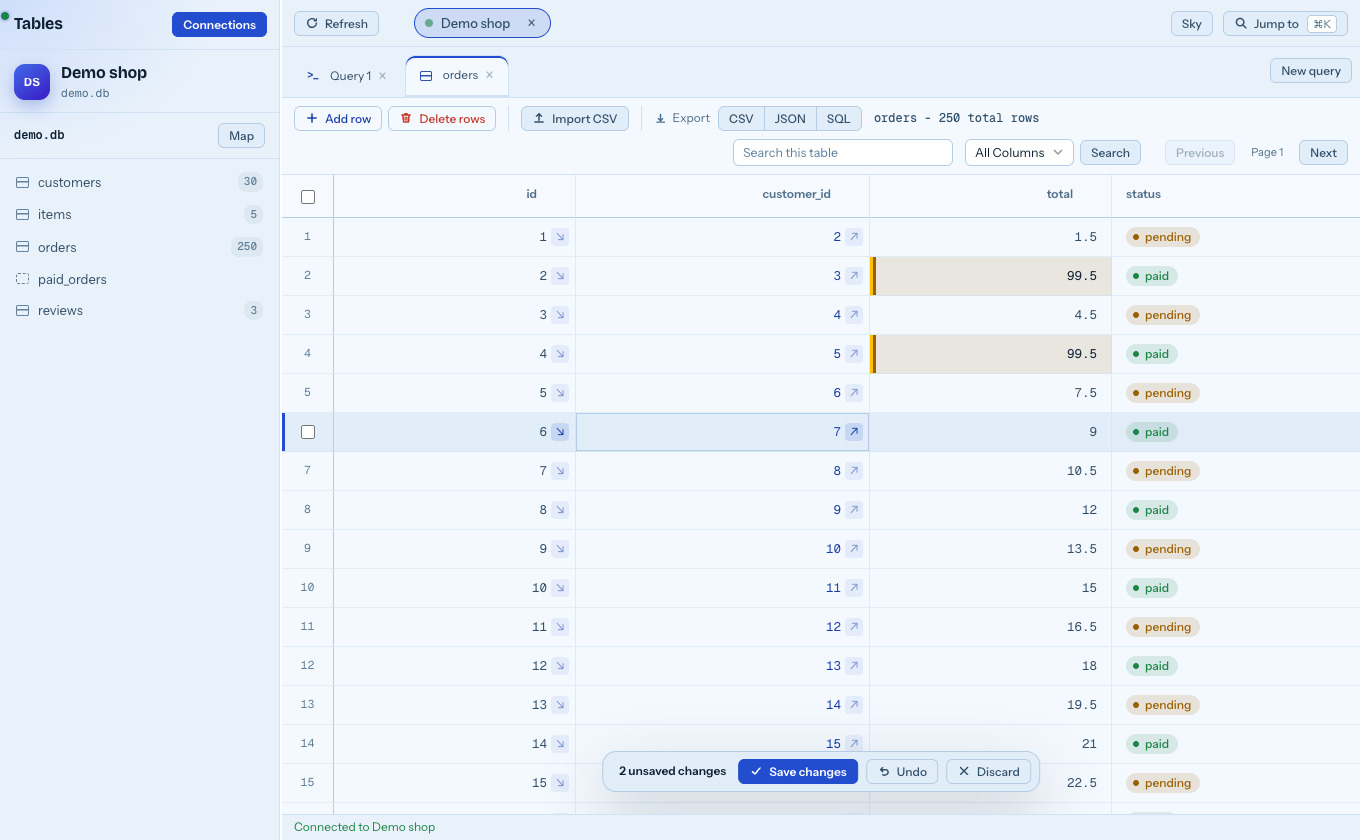 Tables
Connections
Refresh
Demo shop ×
Sky
Jump to ⌘K
DS
Demo shop
demo.db
>_ Query 1 ×
orders ×
New query
demo.db
Map
+ Add row
Delete rows
Import CSV
Export
CSV JSON SQL
orders - 250 total rows
Search this table
All Columns
Search
Previous
Page 1
Next
customers 30
items 5
orders 250
paid_orders
reviews 3
id customer_id total status
1 1 2 1.5 pending
2 2 3 99.5 paid
3 3 4 4.5 pending
4 4 5 99.5 paid
5 5 6 7.5 pending
6 7 9 paid
7 7 8 10.5 pending
8 8 9 12 paid
9 9 10 13.5 pending
10 10 11 15 paid
11 11 12 16.5 pending
12 12 13 18 paid
13 13 14 19.5 pending
14 14 15 21 paid
15 15 22.5 pending
2 unsaved changes
Save changes
Undo
Discard
Connected to Demo shop